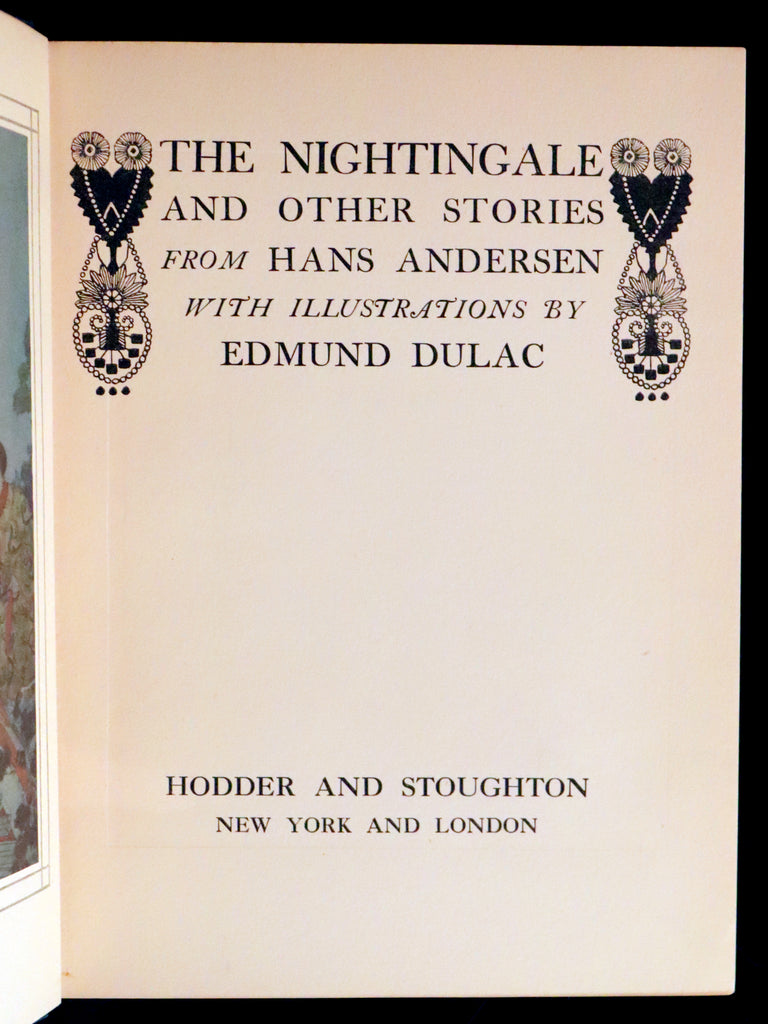 THE NIGHTINGALE
AND OTHER STORIES
FROM HANS ANDERSEN
WITH ILLUSTRATIONS BY
EDMUND DULAC
HODDER AND STOUGHTON
NEW YORK AND LONDON